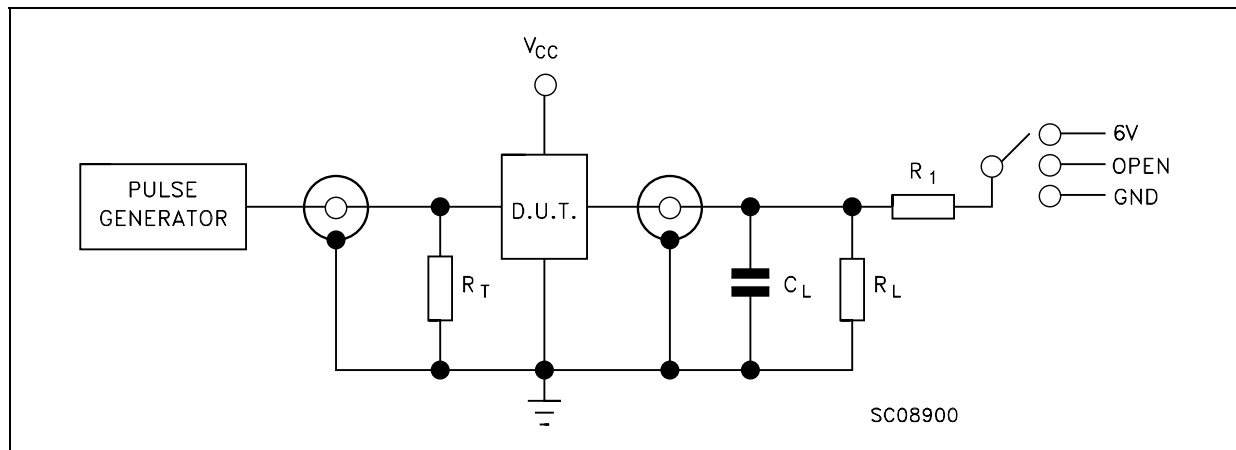 VCC
PULSE
GENERATOR
D.U.T.
RT
CL
RL
R1
6V
OPEN
GND
SC08900